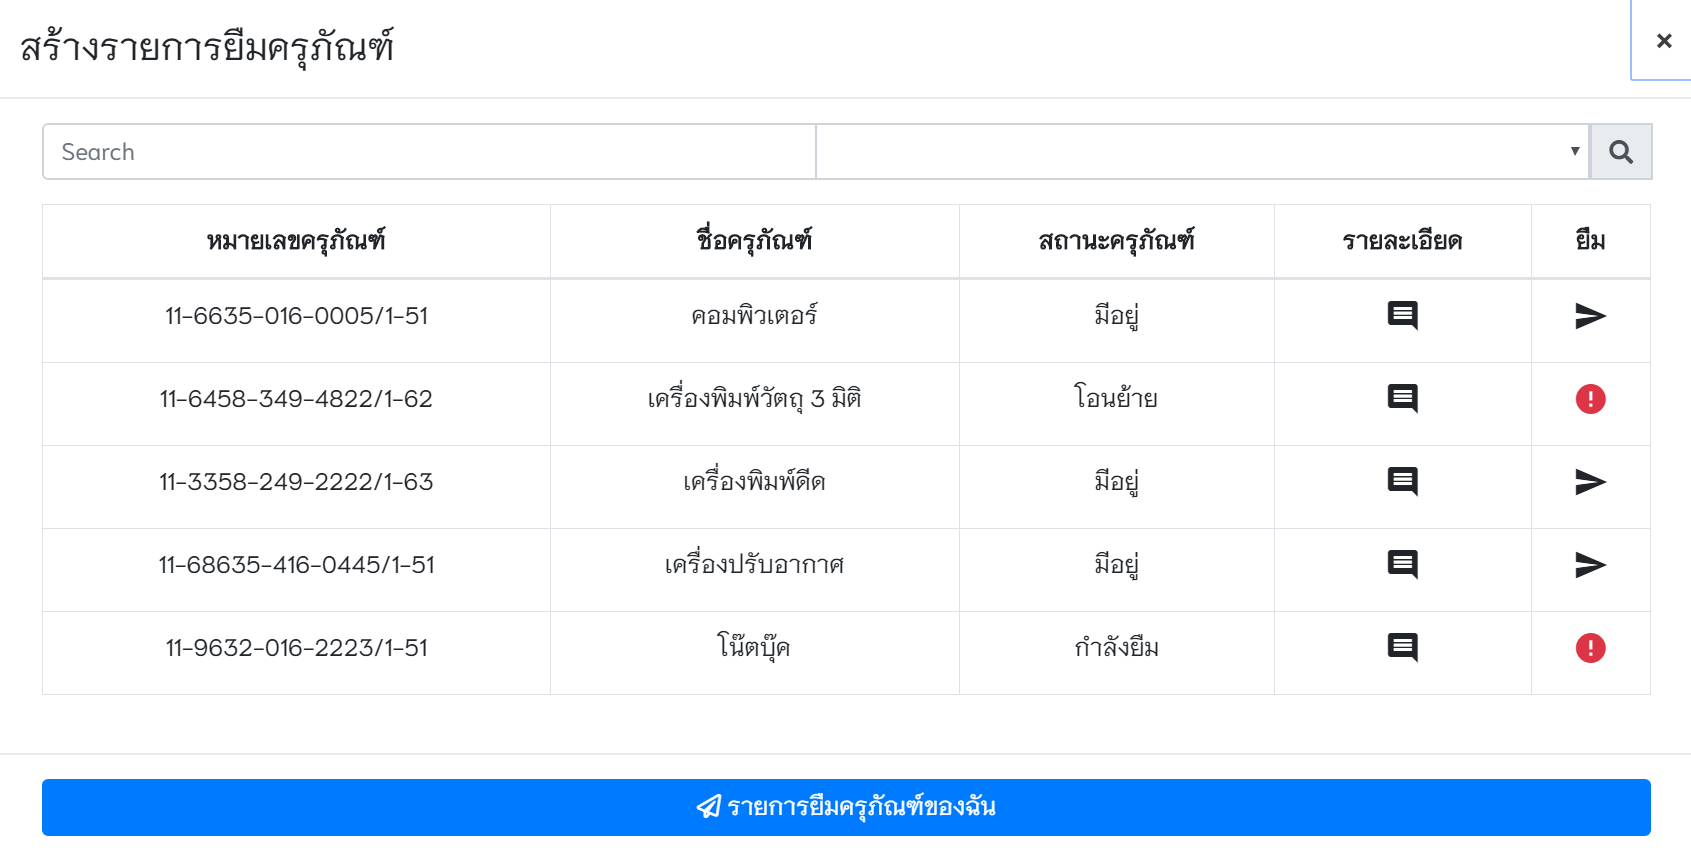 สร้างรายการยืมครุภัณฑ์
Search
หมายเลขครุภัณฑ์ ชื่อครุภัณฑ์ สถานะครุภัณฑ์ รายละเอียด ยืม
11-6635-016-0005/1-51 คอมพิวเตอร์ มีอยู่
11-6458-349-4822/1-62 เครื่องพิมพ์วัตถุ 3 มิติ โอนย้าย
11-3358-249-2222/1-63 เครื่องพิมพ์ดีด มีอยู่
11-68635-416-0445/1-51 เครื่องปรับอากาศ มีอยู่
11-9632-016-2223/1-51 โน๊ตบุ๊ค กำลังยืม
รายการยืมครุภัณฑ์ของฉัน